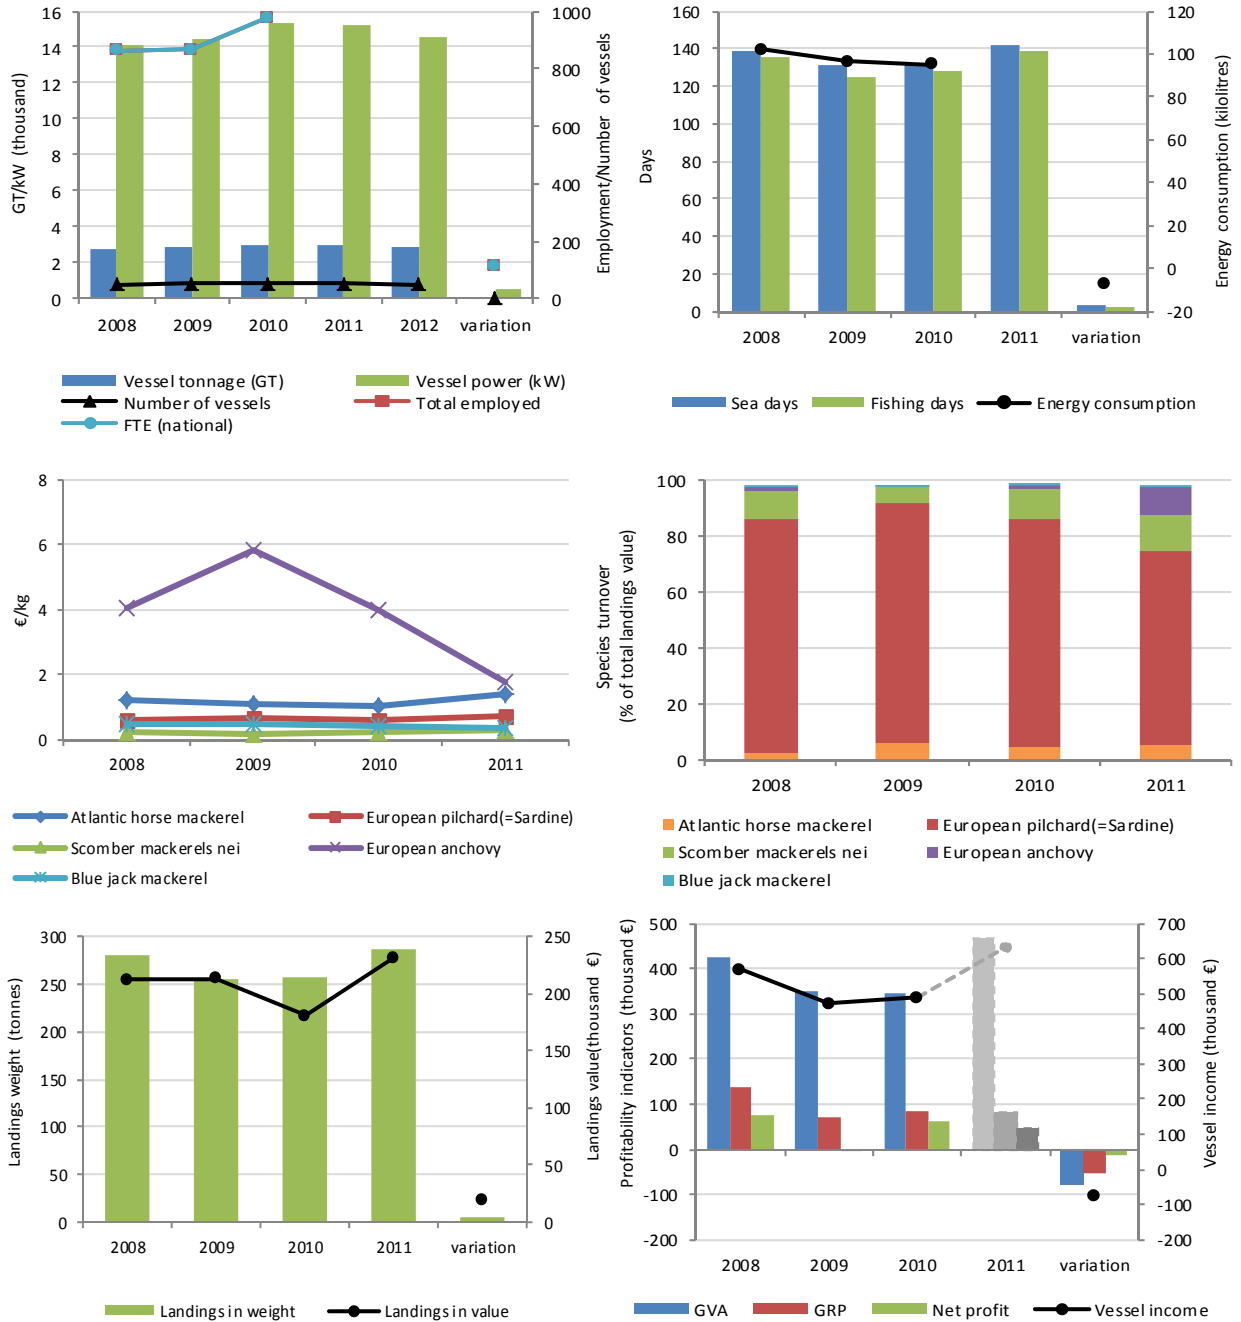 16
14
12
10
8
6
4
2
0
GT/kW (thousand)
1000
800
600
400
200
0
Employment/Number of vessels
2008 2009 2010 2011 2012 variation
Vessel tonnage (GT) Vessel power (kW)
Number of vessels Total employed
FTE (national)
160
140
120
100
80
60
40
20
0
Days
120
100
80
60
40
20
0
-20
Energy consumption (kilolitres)
2008 2009 2010 2011 variation
Sea days Fishing days Energy consumption
8
6
4
2
0
€/kg
2008 2009 2010 2011
Atlantic horse mackerel European pilchard(=Sardine)
Scomber mackerels nei European anchovy
Blue jack mackerel
100
80
60
40
20
0
Species turnover
(% of total landings value)
2008 2009 2010 2011
Atlantic horse mackerel European pilchard(=Sardine)
Scomber mackerels nei European anchovy
Blue jack mackerel
300
250
200
150
100
50
0
Landings weight (tonnes)
250
200
150
100
50
0
Landings value(thousand €)
2008 2009 2010 2011 variation
Landings in weight Landings in value
500
400
300
200
100
0
-100
-200
Profitability indicators (thousand €)
700
600
500
400
300
200
100
0
-100
-200
Vessel income (thousand €)
2008 2009 2010 2011 variation
GVA GRP Net profit Vessel income